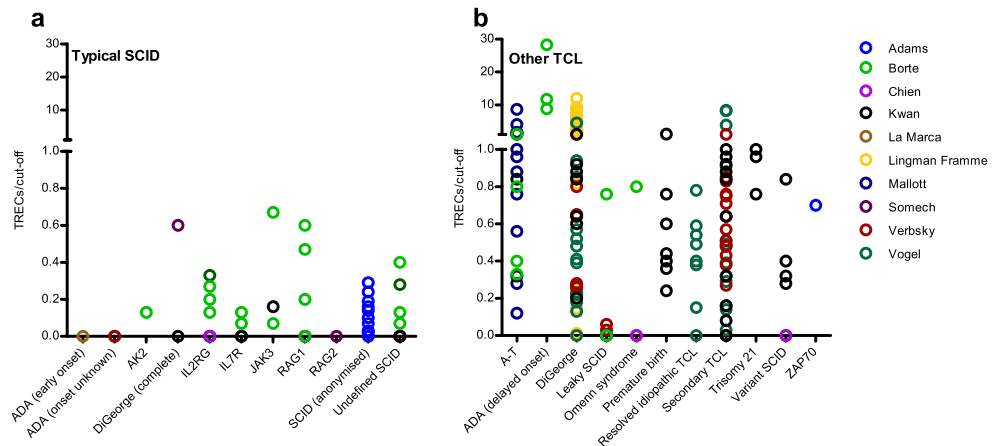 a
Typical SCID
TRECs/cut-off
30
20
10
1.0
0.8
0.6
0.4
0.2
0.0
ADA (early onset)
ADA (onset unknown)
AK2
DiGeorge (complete)
IL2RG
IL7R
JAK3
RAG1
RAG2
SCID (anonymised)
Undefined SCID
b
Other TCL
TRECs/cut-off
30
20
10
1.0
0.8
0.6
0.4
0.2
0.0
A-T
ADA (delayed onset)
DiGeorge
Leaky SCID
Omenn syndrome
Premature birth
Resolved idiopathic TCL
Secondary TCL
Trisomy 21
Variant SCID
ZAP70
Adams
Borte
Chien
Kwan
La Marca
Lingman Framme
Mallott
Somech
Verbsky
Vogel